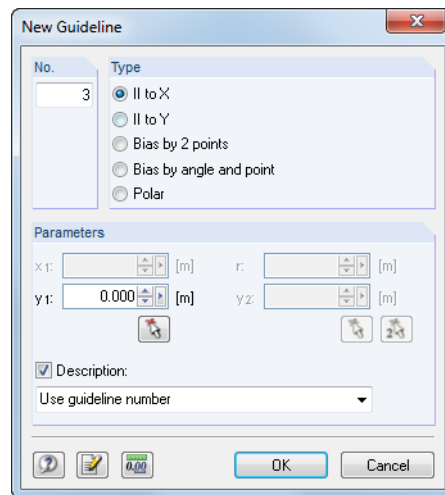 New Guideline
No.
3
Type
II to X
II to Y
Bias by 2 points
Bias by angle and point
Polar
Parameters
x1: [m] r: [m]
y1: 0.000 [m] y2: [m]
2
Description:
Use guideline number
0.00 OK Cancel